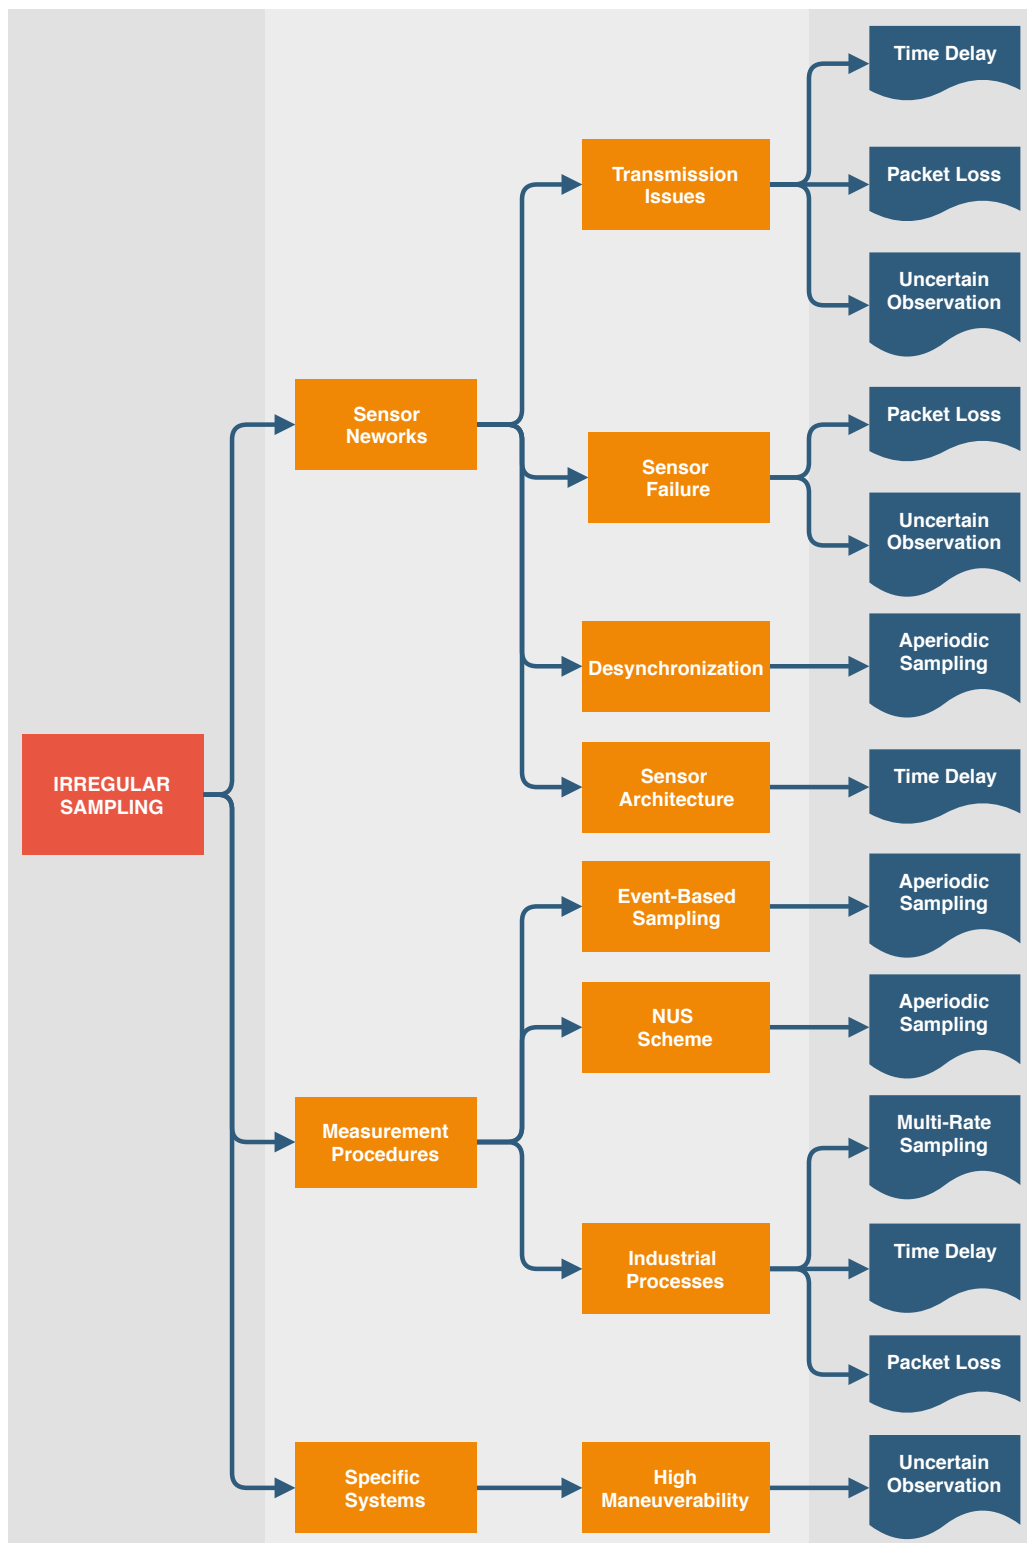 Time Delay
Transmission
Issues
Packet Loss
Uncertain
Observation
Sensor
Neworks
Packet Loss
Sensor
Failure
Uncertain
Observation
Desynchronization
Aperiodic
Sampling
IRREGULAR
SAMPLING
Sensor
Architecture
Time Delay
Event-Based
Sampling
Aperiodic
Sampling
NUS
Scheme
Aperiodic
Sampling
Measurement
Procedures
Multi-Rate
Sampling
Industrial
Processes
Time Delay
Packet Loss
Specific
Systems
High
Maneuverability
Uncertain
Observation